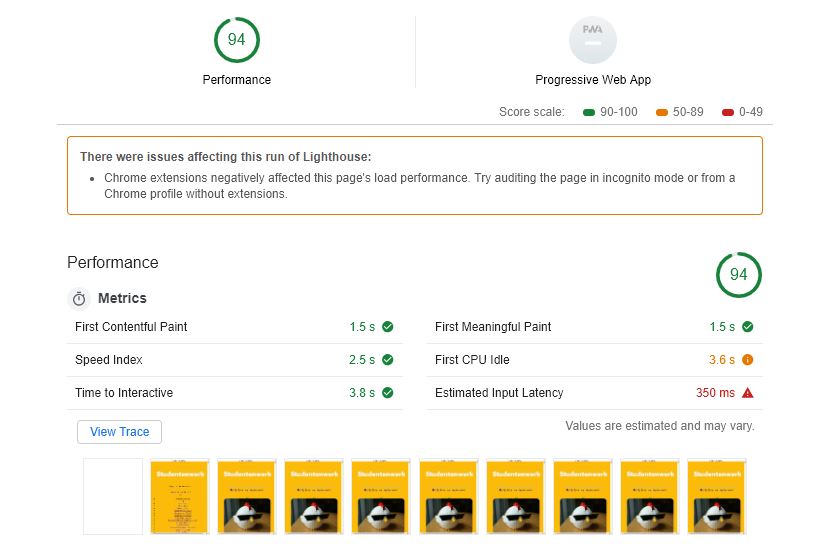 94
PWA
Performance
Progressive Web App
Score scale: 90-100 50-89 0-49
There were issues affecting this run of Lighthouse:
Chrome extensions negatively affected this page's load performance. Try auditing the page in incognito mode or from a
Chrome profile without extensions.
Performance
94
Metrics
First Contentful Paint 1.5 s
First Meaningful Paint 1.5 s
Speed Index 2.5 s
First CPU Idle 3.6 s
Time to Interactive 3.8 s
Estimated Input Latency 350 ms
View Trace
Values are estimated and may vary.
Studentenwerk Studentenwerk Studentenwerk Studentenwerk Studentenwerk Studentenwerk Studentenwerk Studentenwerk Studentenwerk